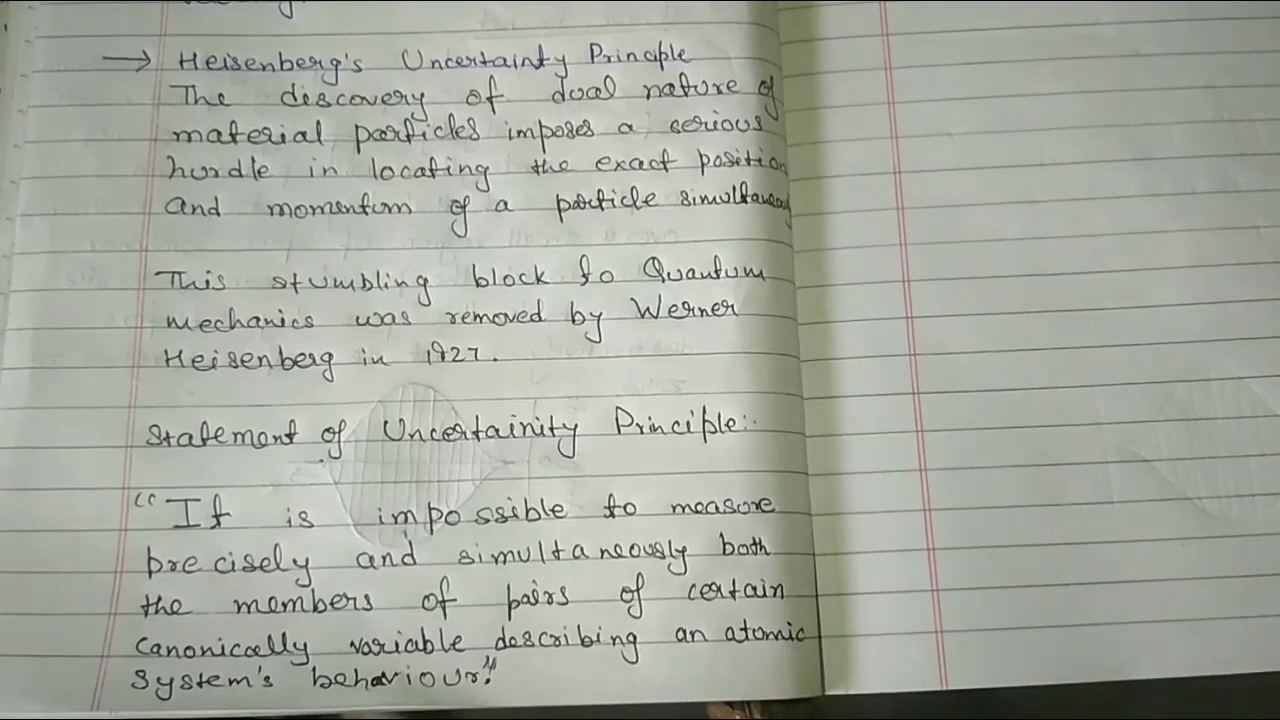 → Heisenberg's Uncertainty Principle
The discovery of dual nature of
material particles imposes a serious
hurdle in locating the exact position
and momentum of a particle simultaneously
This stumbling block to Quantum
mechanics was removed by Werner
Heisenberg in 1927.
Statement of Uncertainity Principle:-
"It is impossible to measure
precisely and simultaneously both
the members of pairs of certain
canonically variable describing an atomic
system's behaviour."